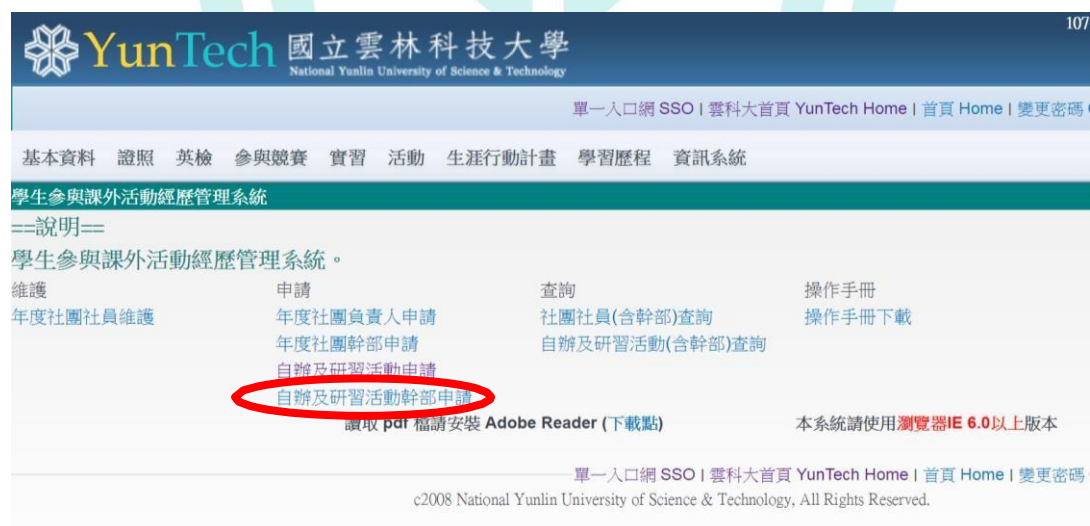 107
YunTech 國立雲林科技大學
National Yunlin University of Science & Technology
單一入口網 SSO | 雲科大首頁 YunTech Home | 首頁 Home | 變更密碼
基本資料 證照 英檢 參與競賽 實習 活動 生涯行動計畫 學習歷程 資訊系統
學生參與課外活動經歷管理系統
==說明==
學生參與課外活動經歷管理系統。
維護 申請 查詢 操作手冊
年度社團社員維護 年度社團負責人申請 社團社員(含幹部)查詢 操作手冊下載
年度社團幹部申請 自辦及研習活動(含幹部)查詢
自辦及研習活動申請
自辦及研習活動幹部申請
讀取 pdf 檔請安裝 Adobe Reader (下載點) 本系統請使用瀏覽器IE 6.0以上版本
單一入口網 SSO | 雲科大首頁 YunTech Home | 首頁 Home | 變更密碼
c2008 National Yunlin University of Science & Technology, All Rights Reserved.